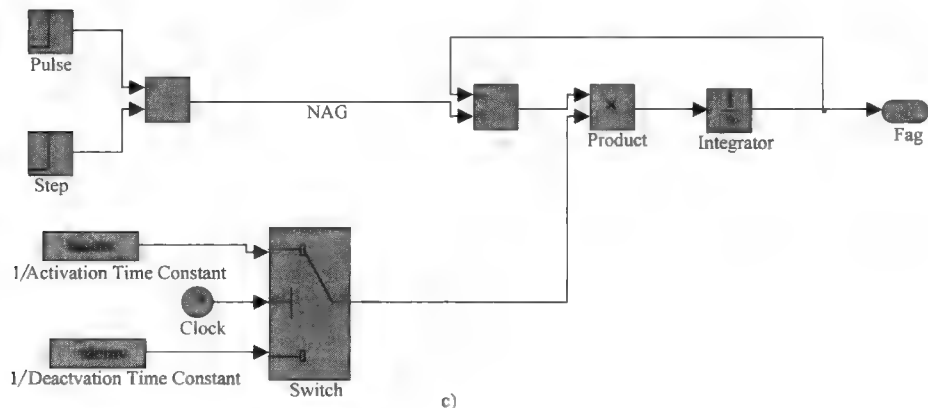 Pulse
NAG
Product
Integrator
Fag
Step
1/Activation Time Constant
Clock
1/Deactvation Time Constant
Switch
c)